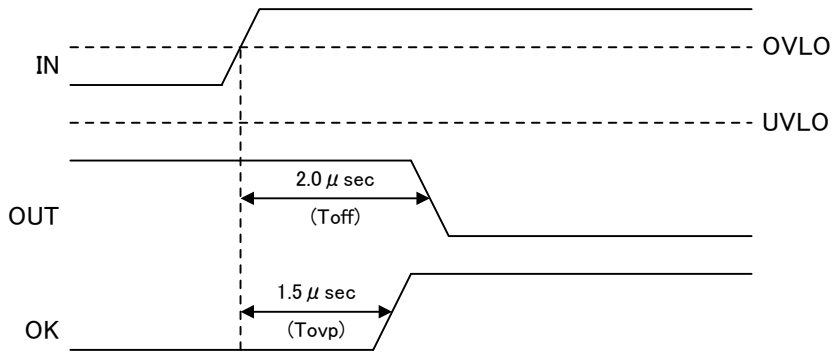 OVLO
IN
UVLO
2.0 μ sec
OUT
(Toff)
1.5 μ sec
OK
(Tovp)